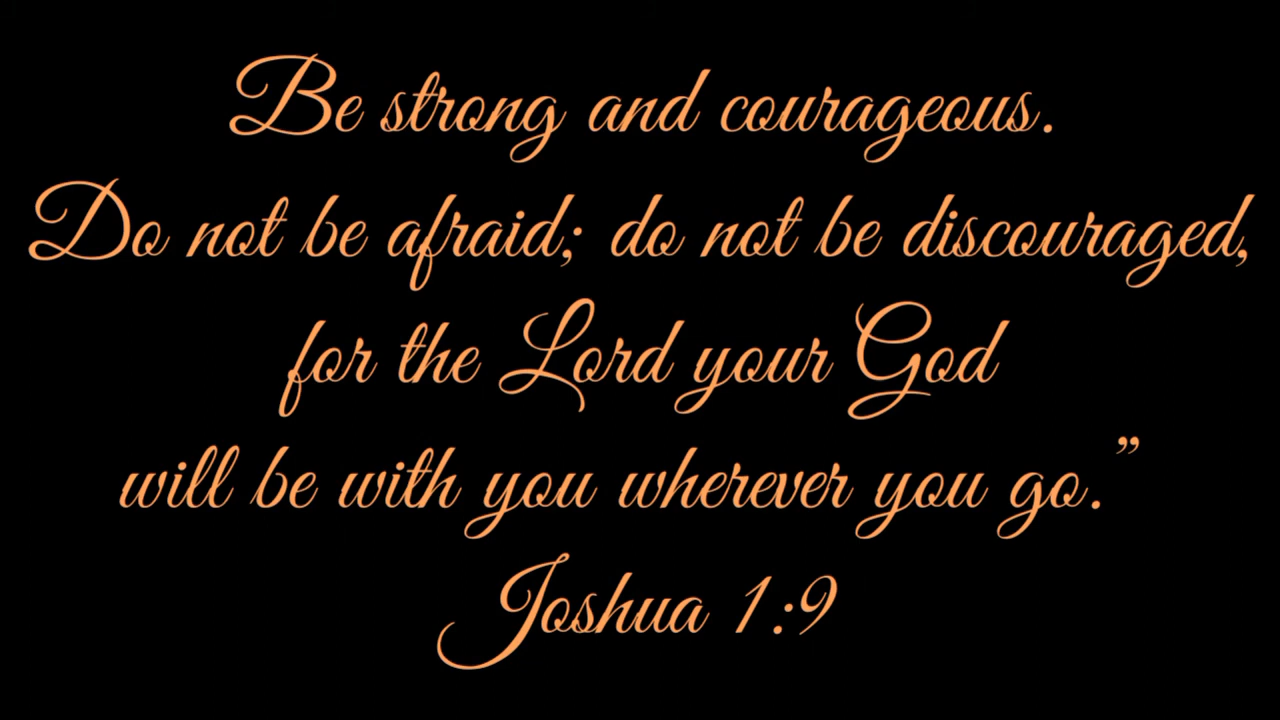 Be strong and courageous.
Do not be afraid; do not be discouraged,
for the Lord your God
will be with you wherever you go.”
Joshua 1:9